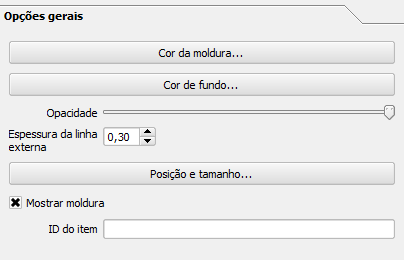 Opções gerais
Cor da moldura...
Cor de fundo...
Opacidade
Espessura da linha
externa
0,30
Posição e tamanho...
Mostrar moldura
ID do item